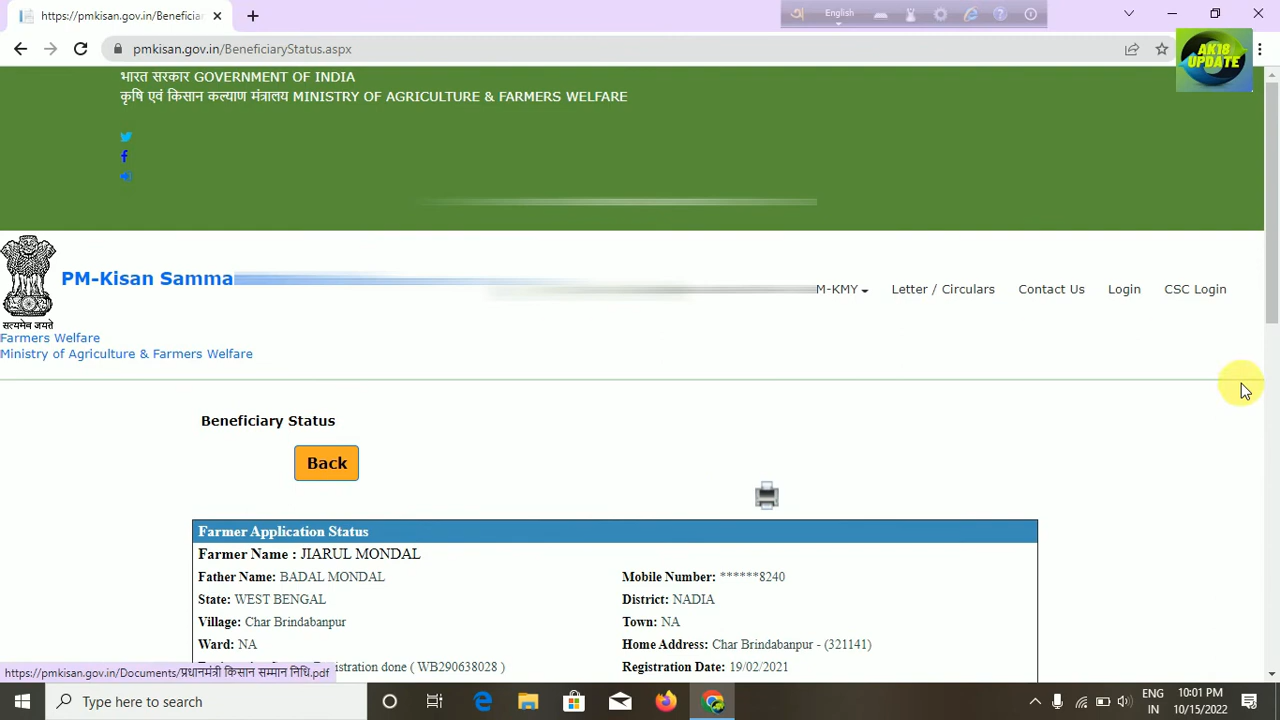 https://pmkisan.gov.in/Beneficiar
English
pmkisan.gov.in/BeneficiaryStatus.aspx
AK18
UPDATE
भारत सरकार GOVERNMENT OF INDIA
कृषि एवं किसान कल्याण मंत्रालय MINISTRY OF AGRICULTURE & FARMERS WELFARE
PM-Kisan Samma
M-KMY
Letter / Circulars
Contact Us
Login
CSC Login
सत्यमेव जयते
Farmers Welfare
Ministry of Agriculture & Farmers Welfare
Beneficiary Status
Back
Farmer Application Status
Farmer Name : JIARUL MONDAL
Father Name: BADAL MONDAL
Mobile Number: ******8240
State: WEST BENGAL
District: NADIA
Village: Char Brindabanpur
Town: NA
Ward: NA
Home Address: Char Brindabanpur - (321141)
istration done ( WB290638028 )
Registration Date: 19/02/2021
https://pmkisan.gov.in/Documents/प्रधानमंत्री किसान सम्मान निधि.pdf
Type here to search
ENG
IN
10:01 PM
10/15/2022